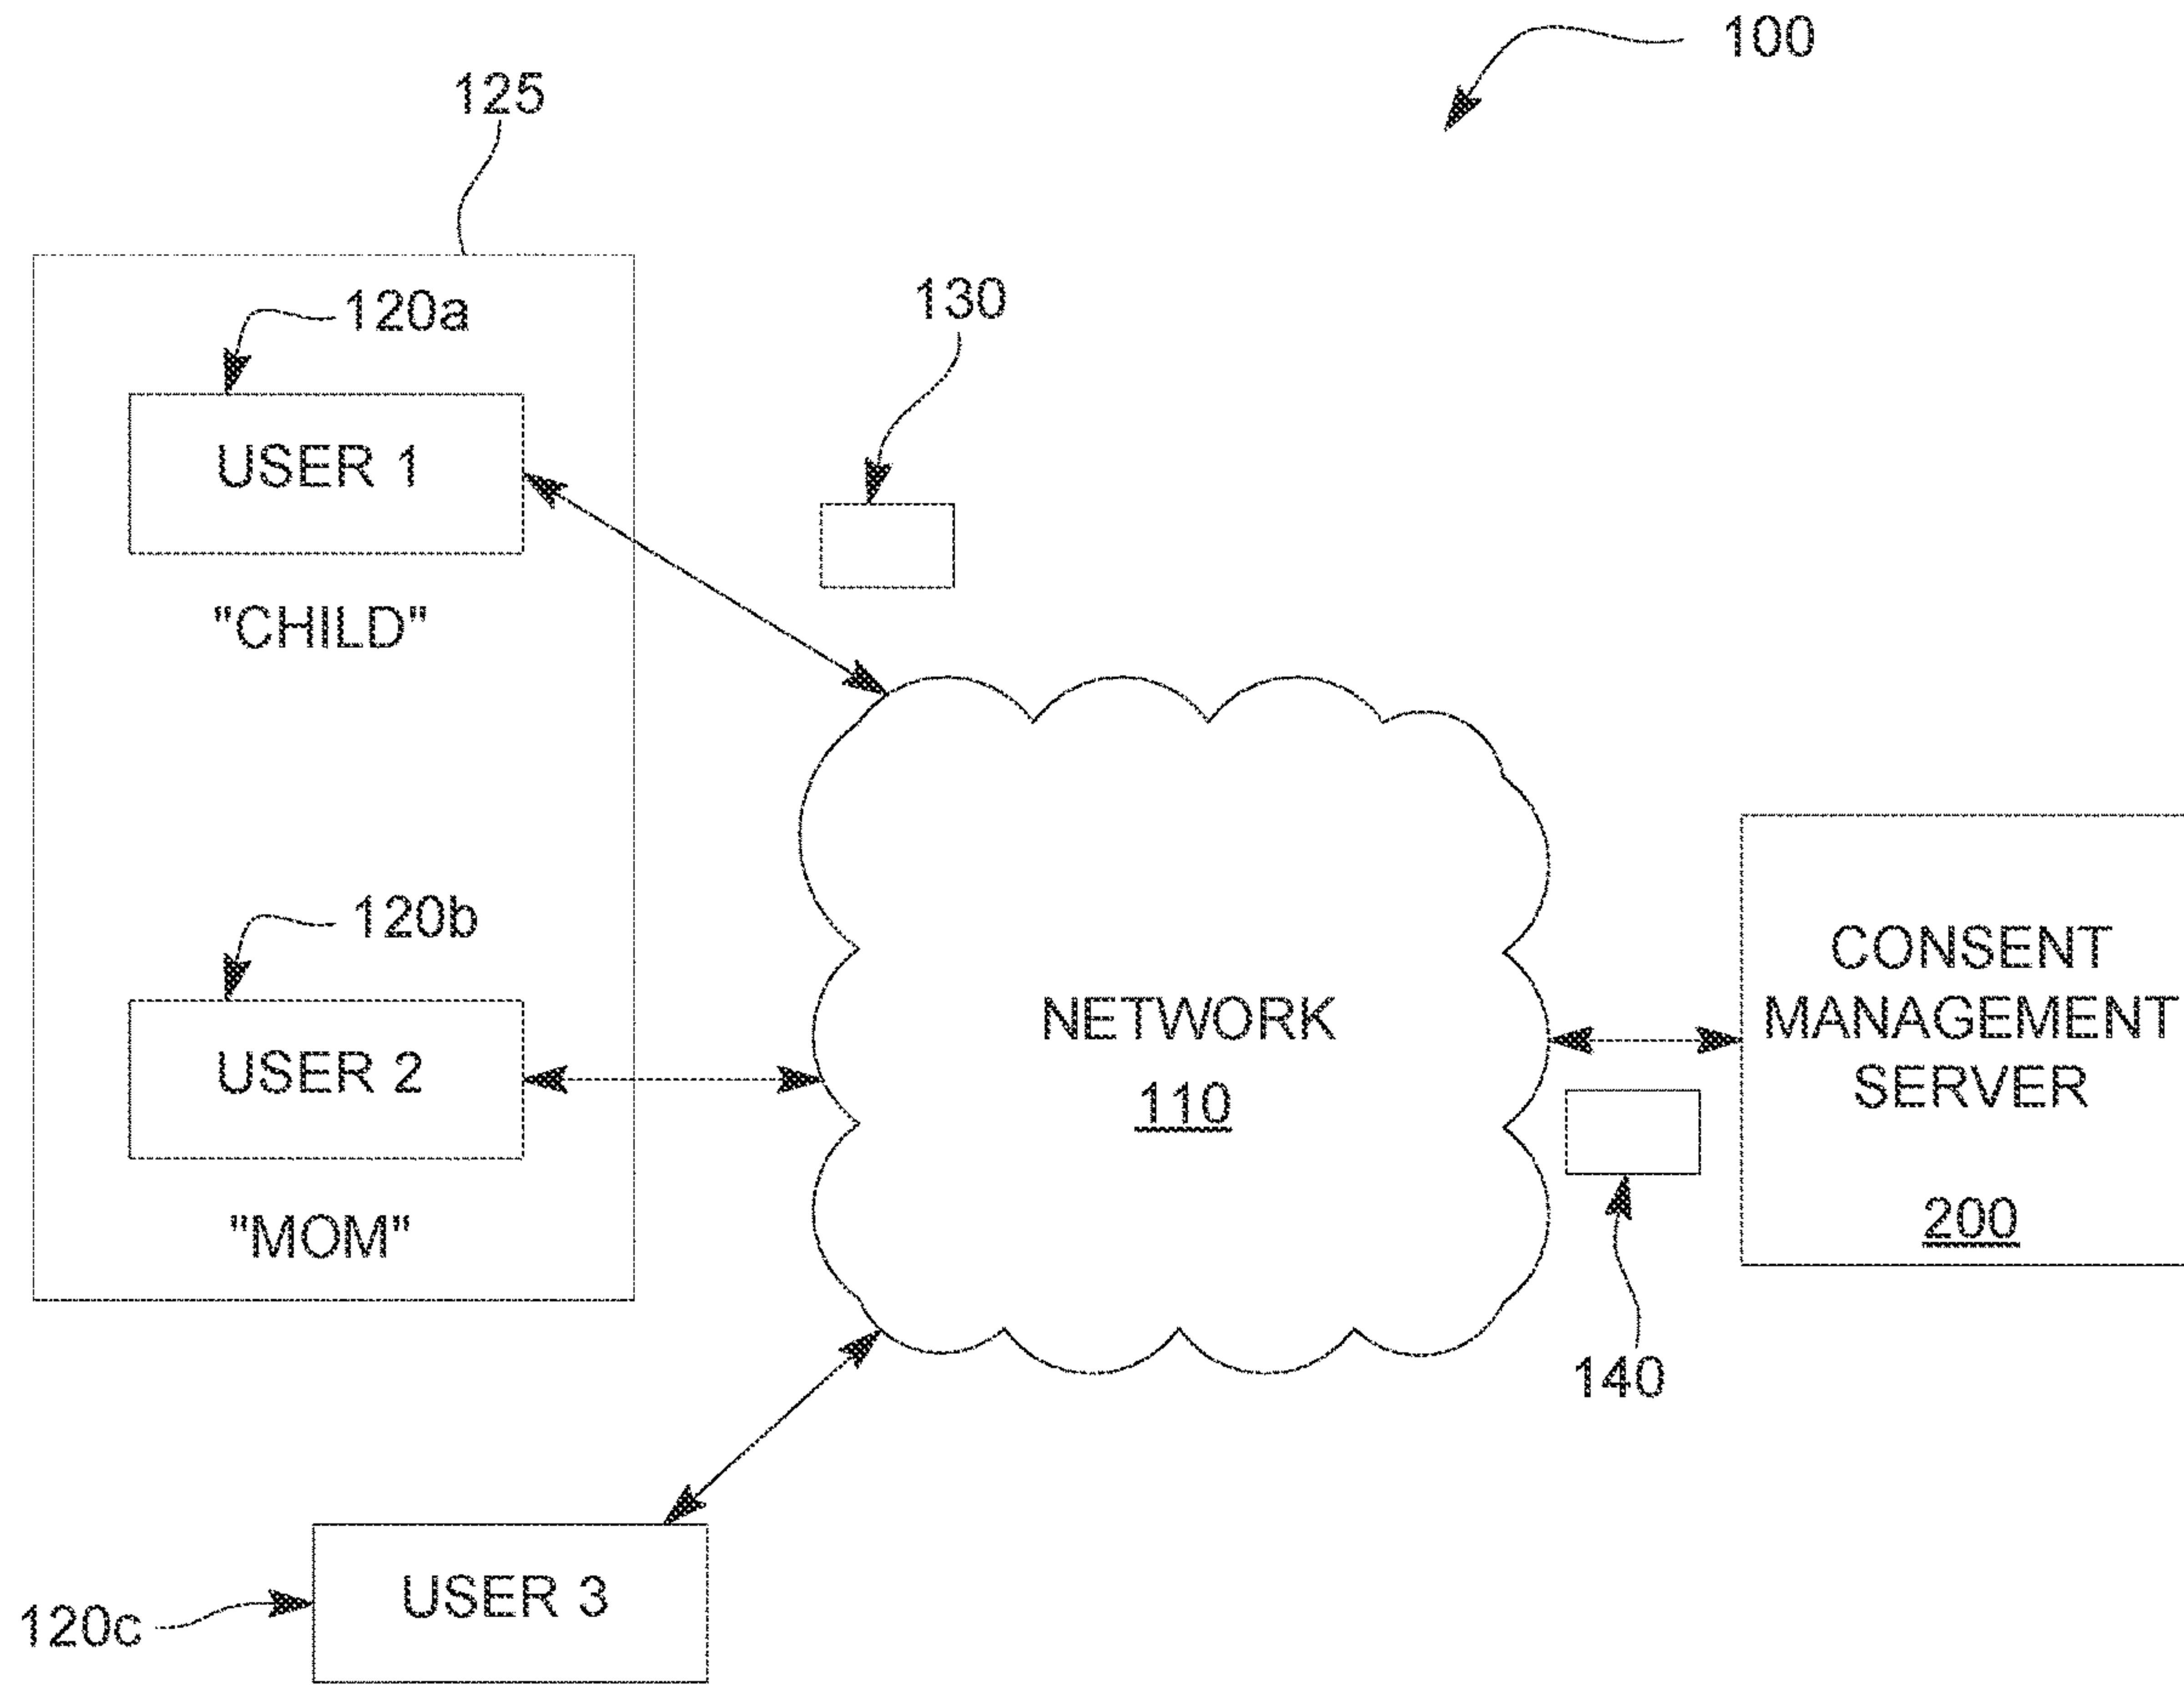 100
125
120a
130
USER 1
"CHILD"
120b
USER 2
"MOM"
NETWORK
110
CONSENT
MANAGEMENT
SERVER
200
140
USER 3
120c